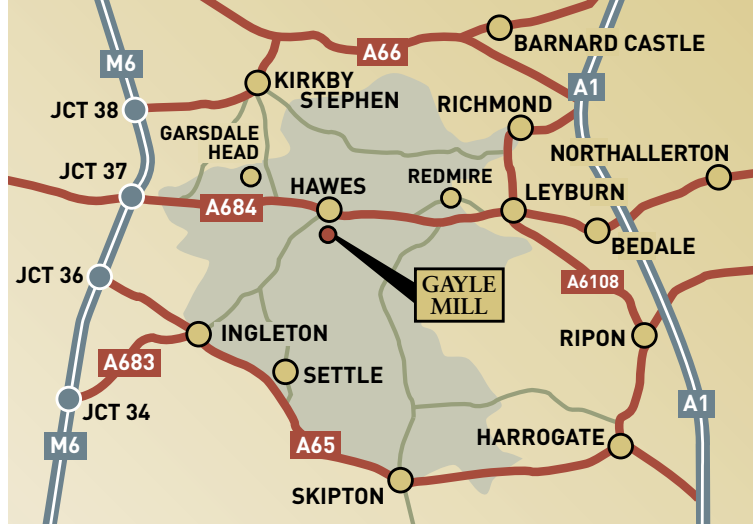 BARNARD CASTLE
A66
M6
KIRKBY
STEPHEN
A1
RICHMOND
JCT 38
GARSDALE
HEAD
NORTHALLERTON
JCT 37
REDMIRE
HAWES
LEYBURN
A684
BEDALE
JCT 36
GAYLE
MILL
A6108
INGLETON
RIPON
A683
SETTLE
JCT 34
A1
M6
A65
HARROGATE
SKIPTON